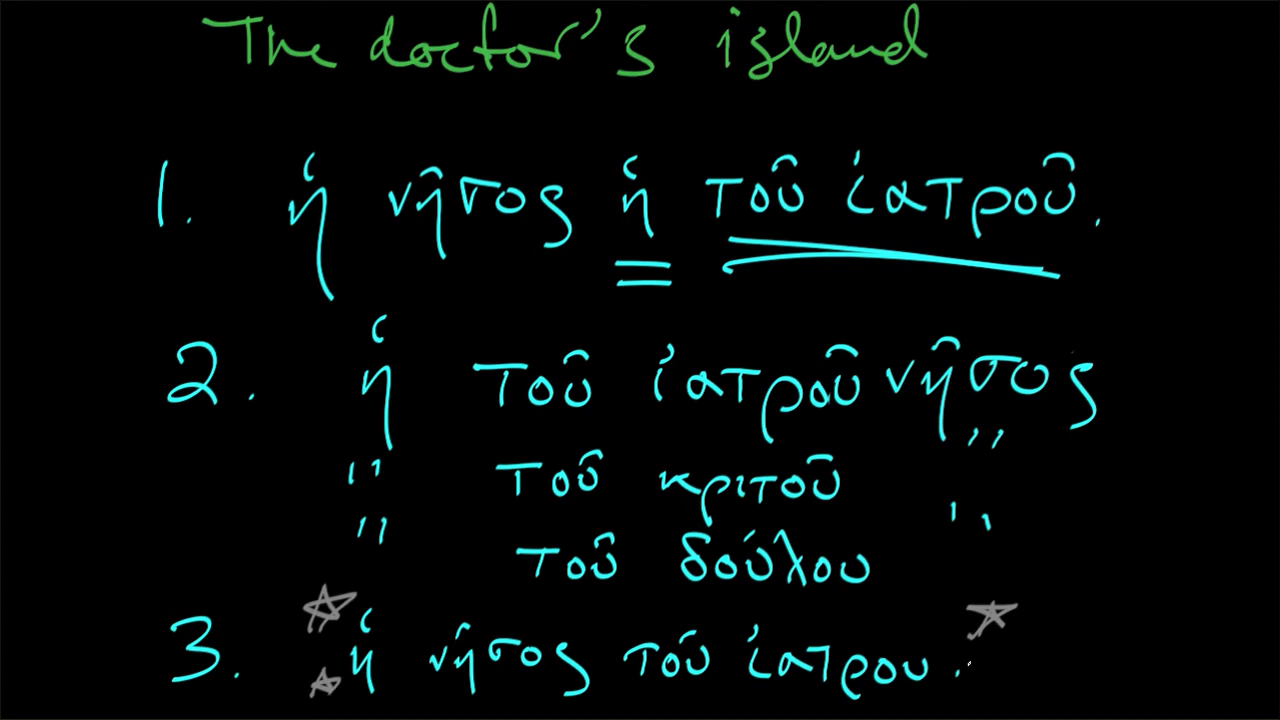 The doctor's island
1. ἡ νῆσος ἡ τοῦ ἰατροῦ.
2. ἡ τοῦ ἰατροῦ νῆσος
" τοῦ κριτοῦ "
" τοῦ δούλου "
3. ἡ νῆσος τοῦ ἰατρου.